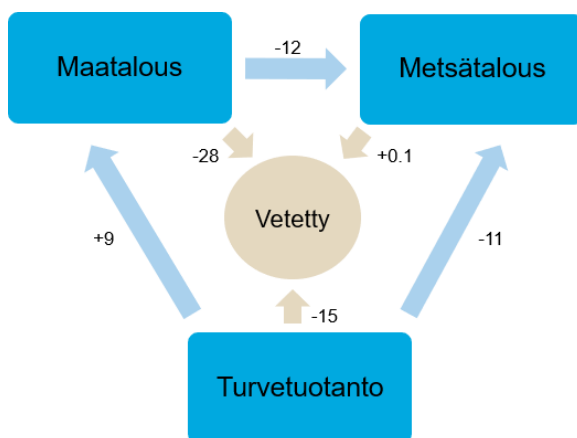 -12
Maatalous
Metsätalous
-28
+0.1
Vetetty
+9
-11
-15
Turvetuotanto